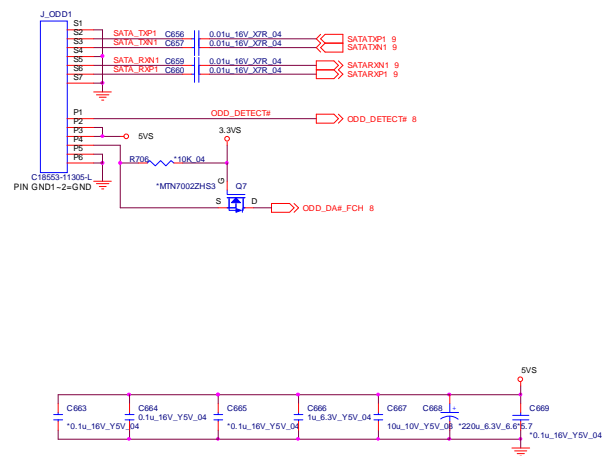 J_ODD1
S1
S2 SATA_TXP1 C656 0.01u_16V_X7R_04 SATATXP1 9
S3 SATA_TXN1 C657 0.01u_16V_X7R_04 SATATXN1 9
S4
S5 SATA_RXN1 C659 0.01u_16V_X7R_04 SATARXN1 9
S6 SATA_RXP1 C660 0.01u_16V_X7R_04 SATARXP1 9
S7
P1 ODD_DETECT# ODD_DETECT# 8
P2
P3 5VS 3.3VS
P4
P5 R706 *10K_04
P6
C18553-11305-L
PIN GND1~2=GND
*MTN7002ZHS3 G Q7
S D ODD_DA#_FCH 8
5VS
C663 C664 C665 C666 C667 C668 + C669
0.1u_16V_Y5V_04 1u_6.3V_Y5V_04
*0.1u_16V_Y5V_04 *0.1u_16V_Y5V_04 10u_10V_Y5V_08 *220u_6.3V_6.6*5.7
*0.1u_16V_Y5V_04